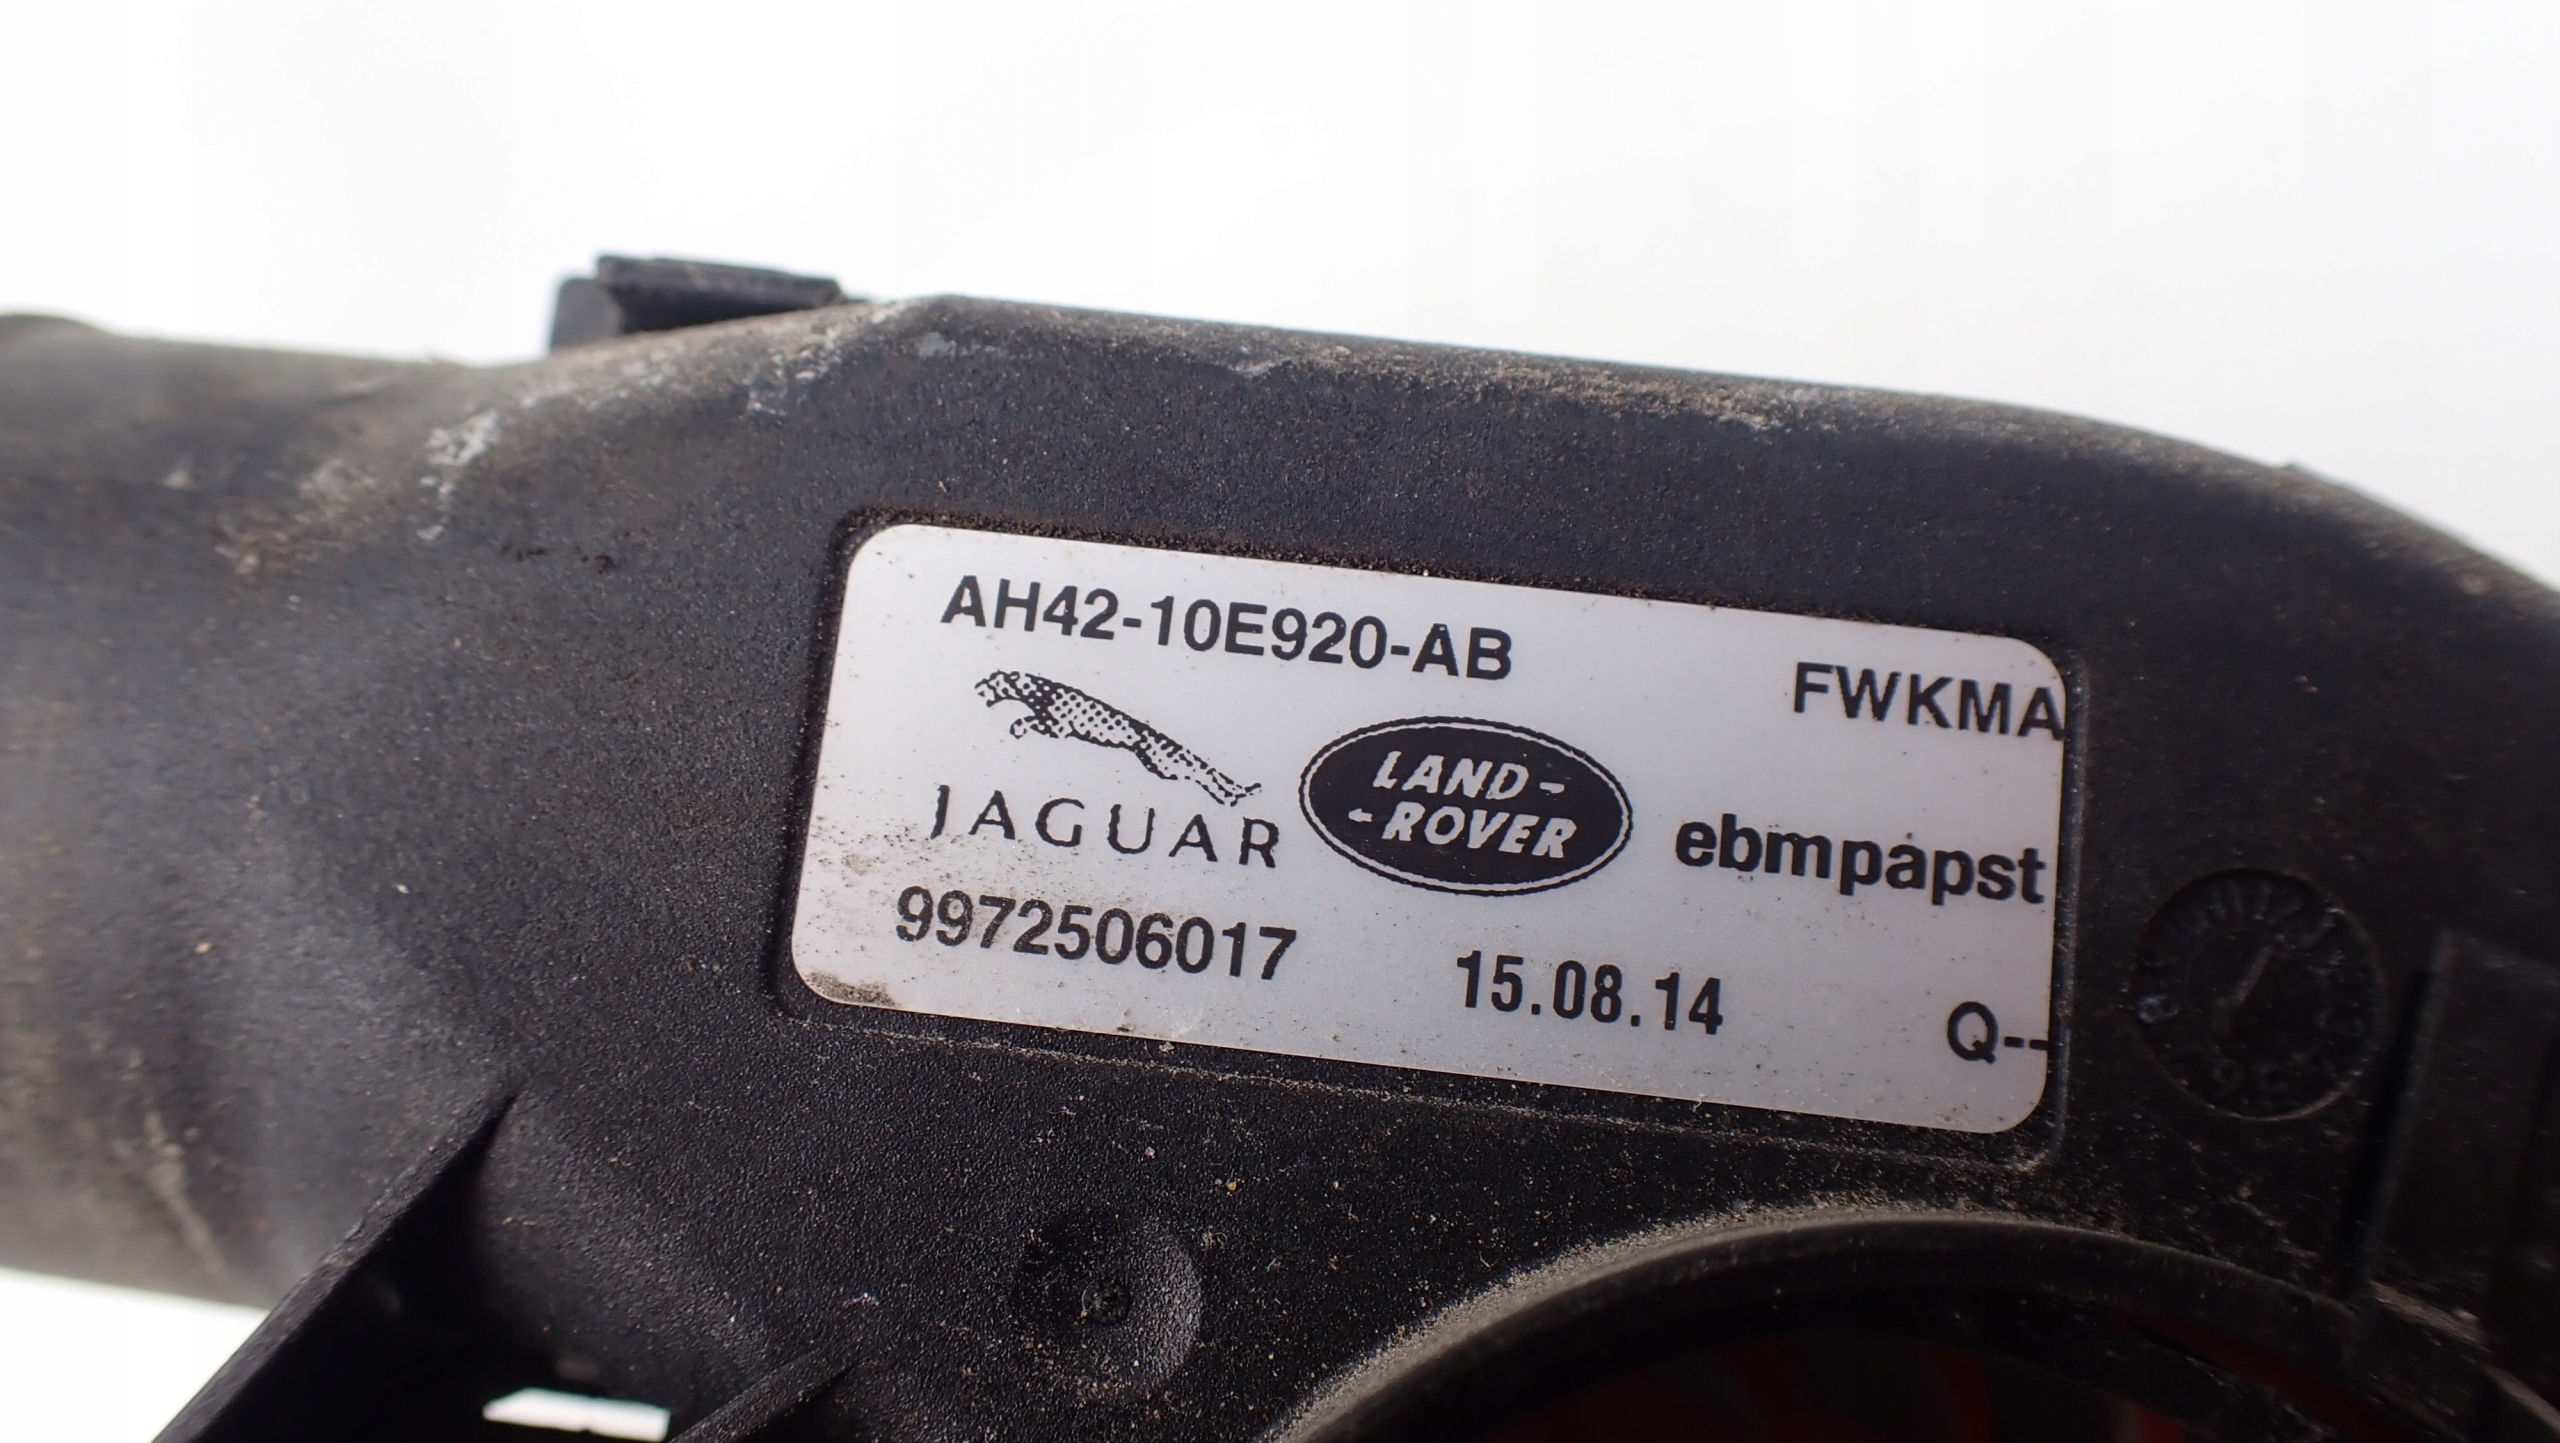 AH42-10E920-AB
FWKMA
JAGUAR
LAND-
-ROVER
ebmpapst
9972506017
15.08.14
Q--